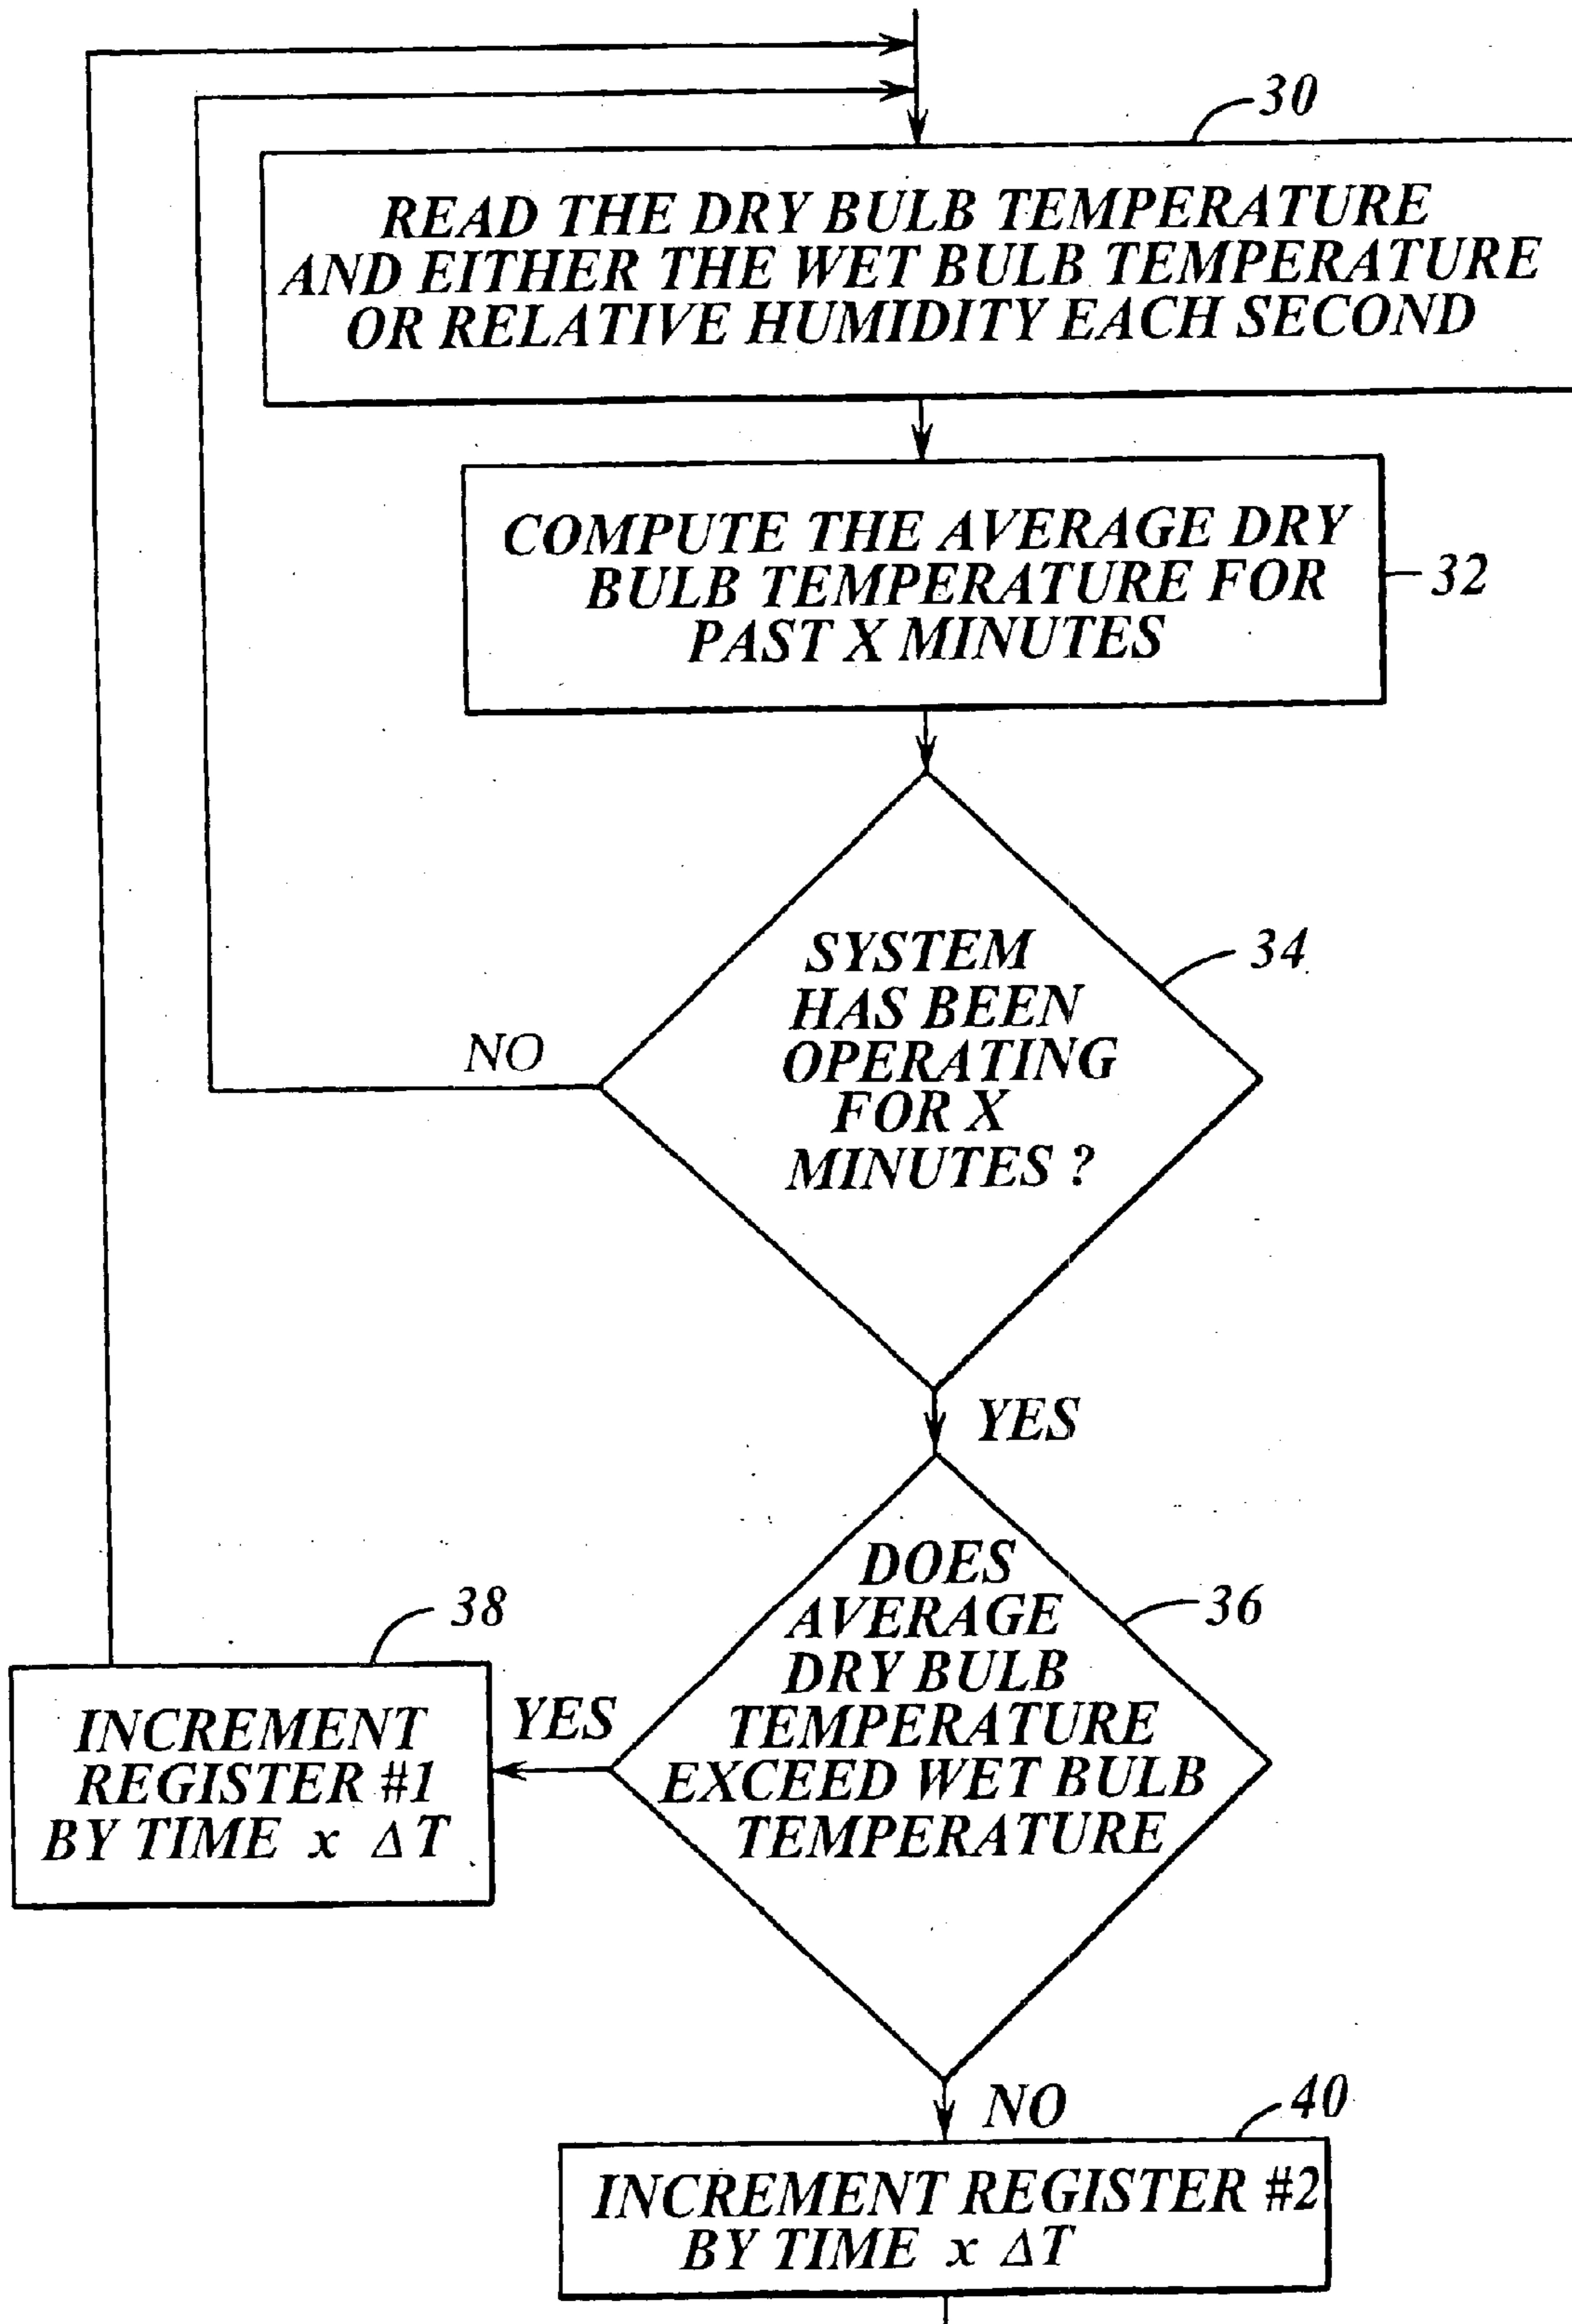 30
READ THE DRY BULB TEMPERATURE
AND EITHER THE WET BULB TEMPERATURE
OR RELATIVE HUMIDITY EACH SECOND
COMPUTE THE AVERAGE DRY
BULB TEMPERATURE FOR
PAST X MINUTES
32
SYSTEM
HAS BEEN
OPERATING
FOR X
MINUTES ?
34
NO
YES
DOES
AVERAGE
DRY BULB
TEMPERATURE
EXCEED WET BULB
TEMPERATURE
36
YES
38
INCREMENT
REGISTER #1
BY TIME x ΔT
NO
40
INCREMENT REGISTER #2
BY TIME x ΔT